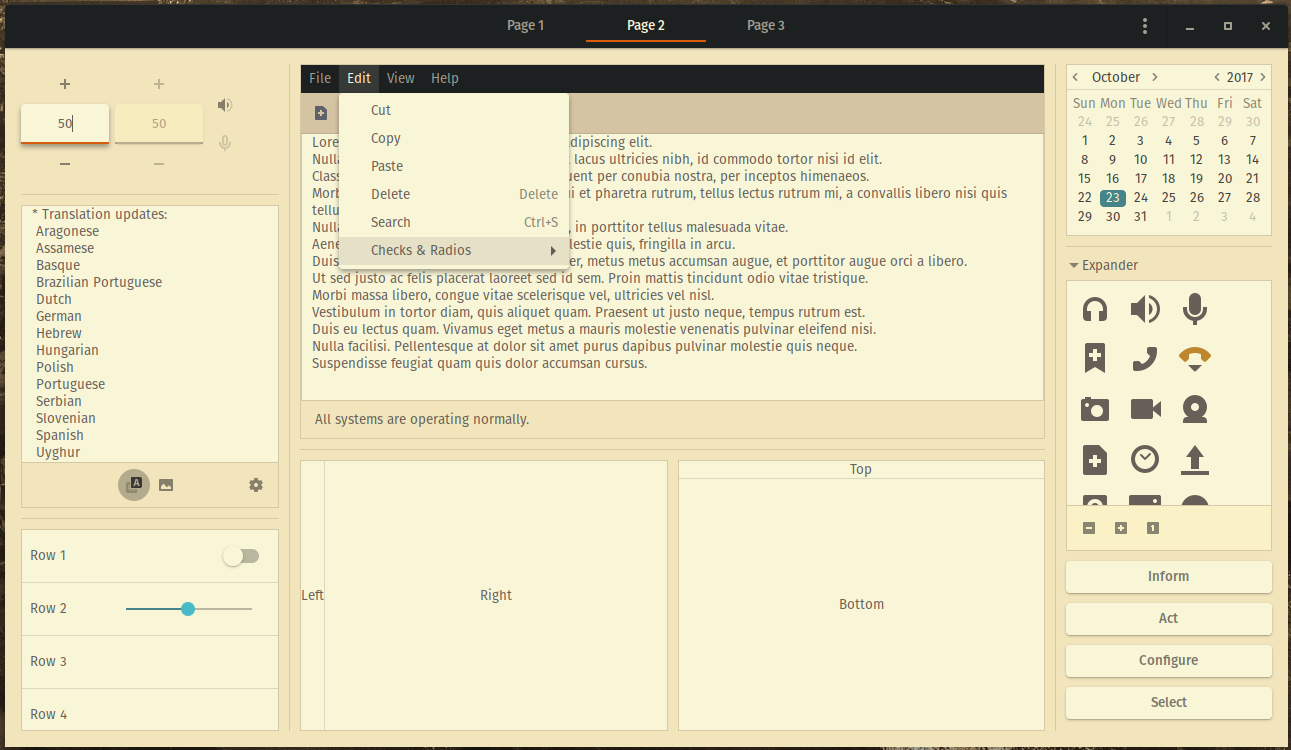 Page 1 Page 2 Page 3
50 50
* Translation updates:
Aragonese
Assamese
Basque
Brazilian Portuguese
Dutch
German
Hebrew
Hungarian
Polish
Portuguese
Serbian
Slovenian
Spanish
Uyghur
A
Row 1
Row 2
Row 3
Row 4
File Edit View Help
Cut
Copy
Paste
Delete Delete
Search Ctrl+S
Checks & Radios
Lore dipiscing elit.
Null lacus ultricies nibh, id commodo tortor nisi id elit.
Clas uent per conubia nostra, per inceptos himenaeos.
Morb i et pharetra rutrum, tellus lectus rutrum mi, a convallis libero nisi quis
tellu
Null , in porttitor tellus malesuada vitae.
Aene lestie quis, fringilla in arcu.
Duis er, metus metus accumsan augue, et porttitor augue orci a libero.
Ut sed justo ac felis placerat laoreet sed id sem. Proin mattis tincidunt odio vitae tristique.
Morbi massa libero, congue vitae scelerisque vel, ultricies vel nisl.
Vestibulum in tortor diam, quis aliquet quam. Praesent ut justo neque, tempus rutrum est.
Duis eu lectus quam. Vivamus eget metus a mauris molestie venenatis pulvinar eleifend nisi.
Nulla facilisi. Pellentesque at dolor sit amet purus dapibus pulvinar molestie quis neque.
Suspendisse feugiat quam quis dolor accumsan cursus.
All systems are operating normally.
Left Right
Top
Bottom
October 2017
Sun Mon Tue Wed Thu Fri Sat
24 25 26 27 28 29 30
1 2 3 4 5 6 7
8 9 10 11 12 13 14
15 16 17 18 19 20 21
22 23 24 25 26 27 28
29 30 31 1 2 3 4
Expander
1
Inform
Act
Configure
Select